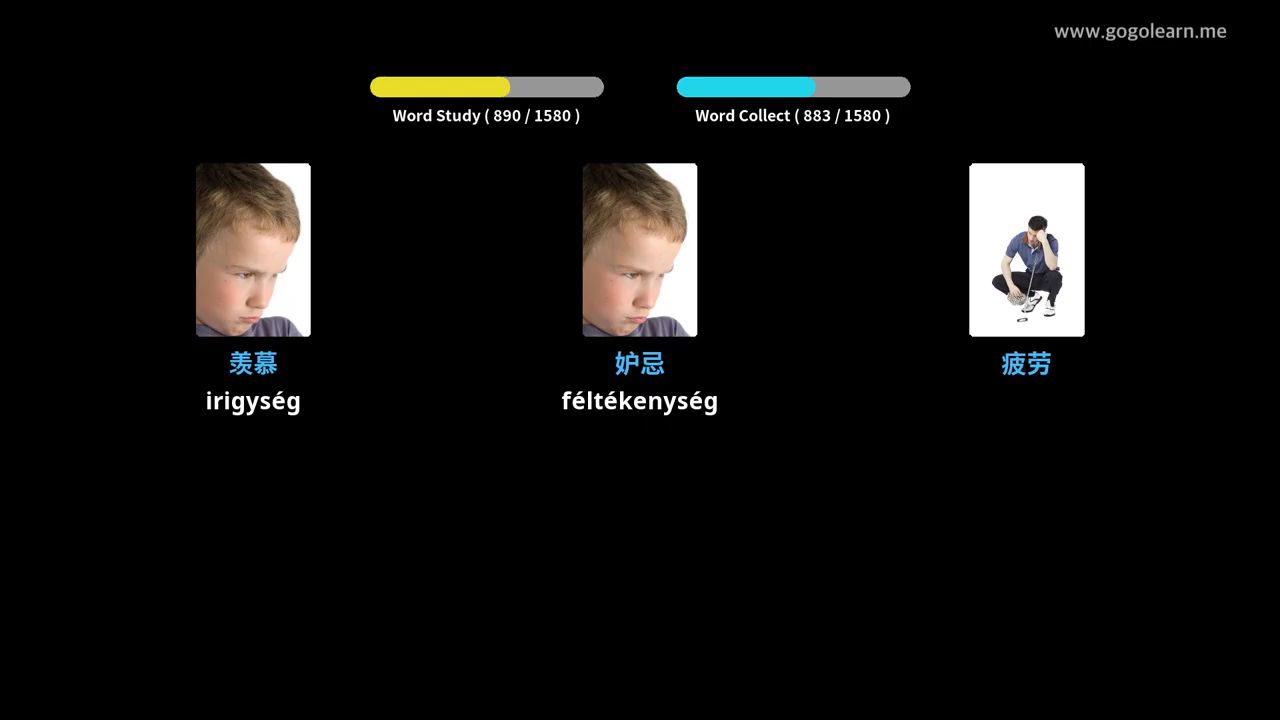 www.gogolearn.me
Word Study ( 890 / 1580 )
Word Collect ( 883 / 1580 )
羡慕
irigység
妒忌
féltékenység
疲劳